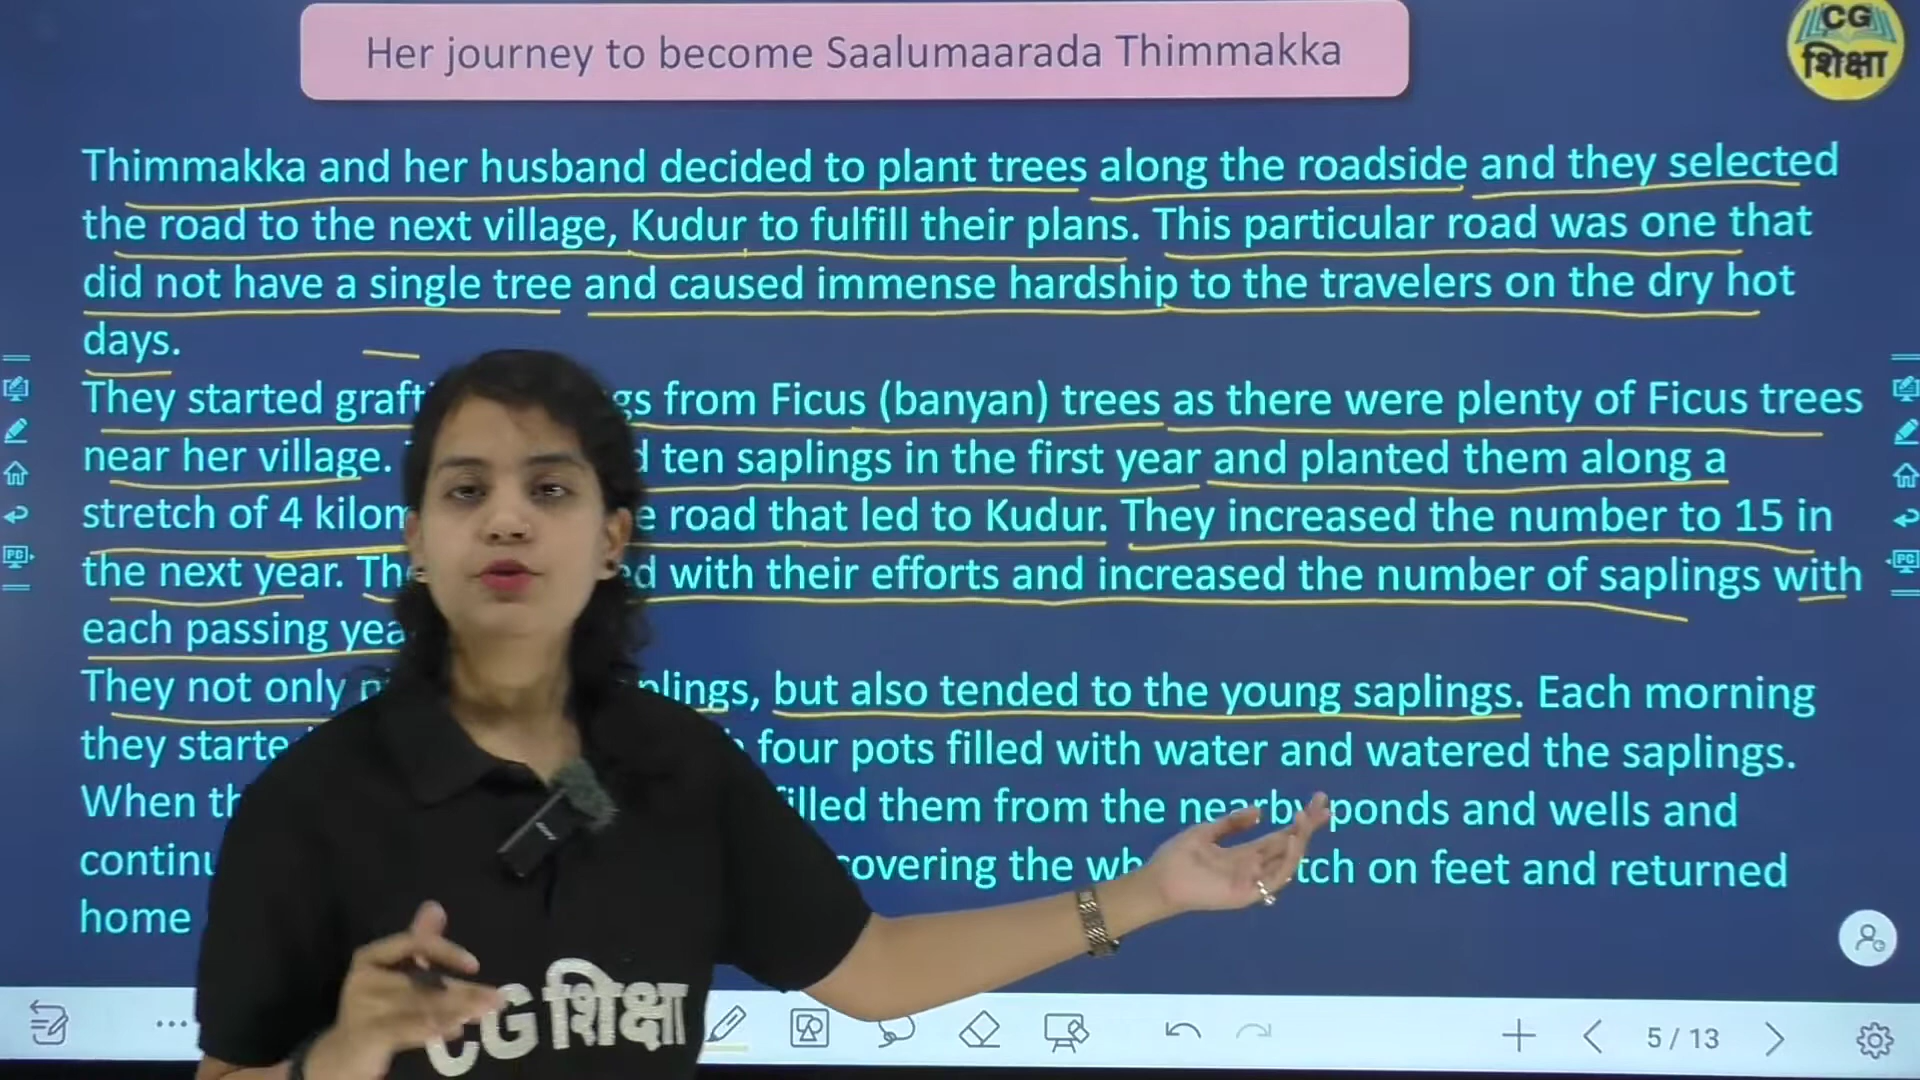 Her journey to become Saalumaarada Thimmakka
CG
शिक्षा
Thimmakka and her husband decided to plant trees along the roadside and they selected
the road to the next village, Kudur to fulfill their plans. This particular road was one that
did not have a single tree and caused immense hardship to the travelers on the dry hot
days.
They started graft gs from Ficus (banyan) trees as there were plenty of Ficus trees
near her village. d ten saplings in the first year and planted them along a
stretch of 4 kilom e road that led to Kudur. They increased the number to 15 in
the next year. The ed with their efforts and increased the number of saplings with
each passing yea
They not only plings, but also tended to the young saplings. Each morning
they starte four pots filled with water and watered the saplings.
When th filled them from the nearby ponds and wells and
continu covering the wh tch on feet and returned
home
CG शिक्षा
5 / 13